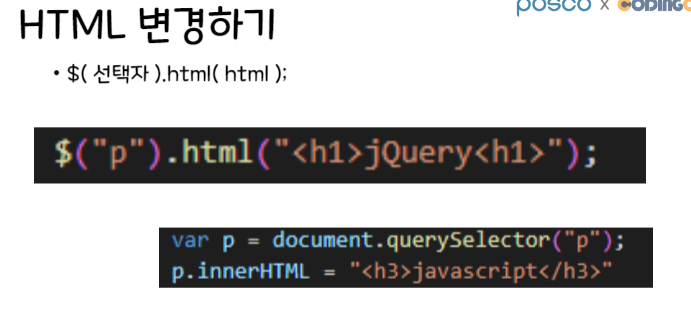 posco x CODINGO
HTML 변경하기
• $( 선택자 ).html( html );
$("p").html("<h1>jQuery<h1>");
var p = document.querySelector("p");
p.innerHTML = "<h3>javascript</h3>"